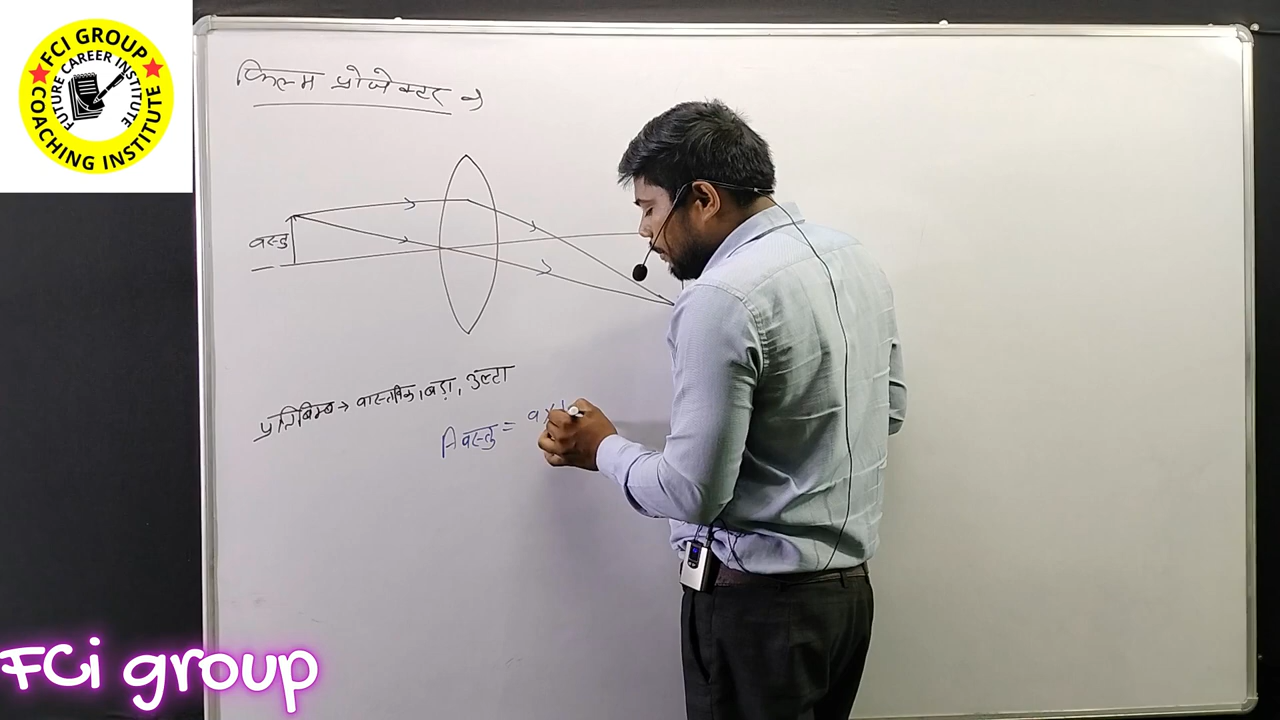 FCI GROUP
FUTURE CAREER INSTITUTE
COACHING INSTITUTE
फिल्म प्रोजेक्टर →
वस्तु
प्रतिबिम्ब → वास्तविक, बड़ा, उल्टा
A वस्तु =
FCi group